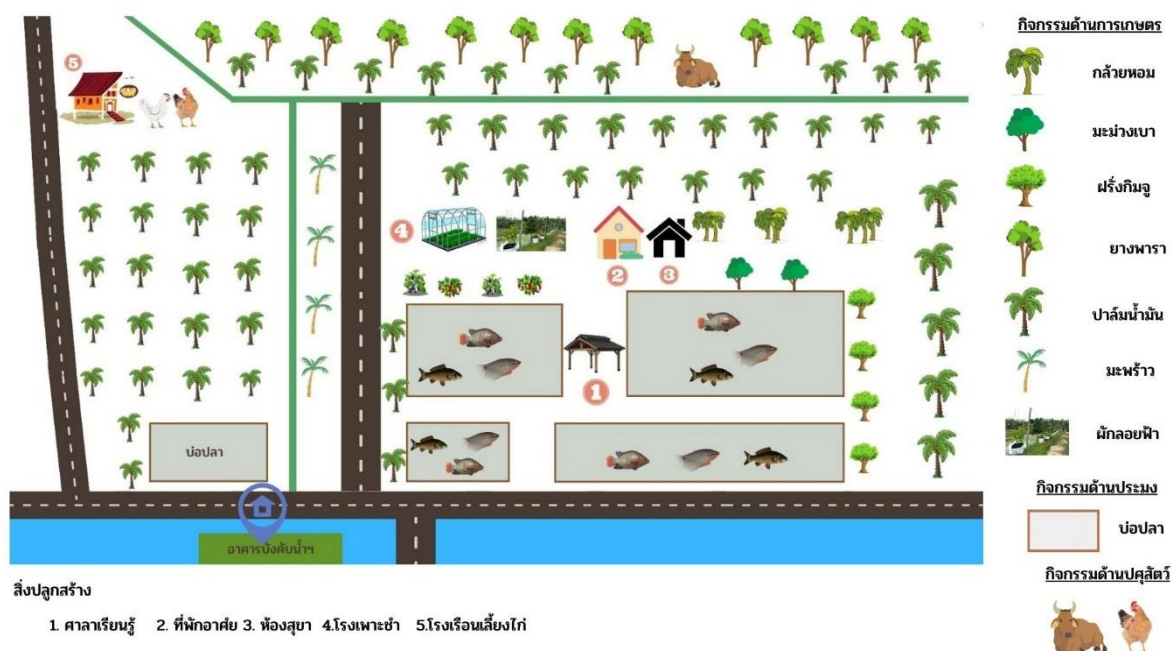 กิจกรรมด้านการเกษตร
กล้วยหอม
มะม่วงเบา
ฝรั่งกิมจู
ยางพารา
ปาล์มน้ำมัน
มะพร้าว
ผักลอยฟ้า
กิจกรรมด้านประมง
บ่อปลา
กิจกรรมด้านปศุสัตว์
5
4
2
3
1
บ่อปลา
อาคารบังคับน้ำฯ
สิ่งปลูกสร้าง
1. ศาลาเรียนรู้ 2. ที่พักอาศัย 3. ห้องสุขา 4.โรงเพาะชำ 5.โรงเรือนเลี้ยงไก่